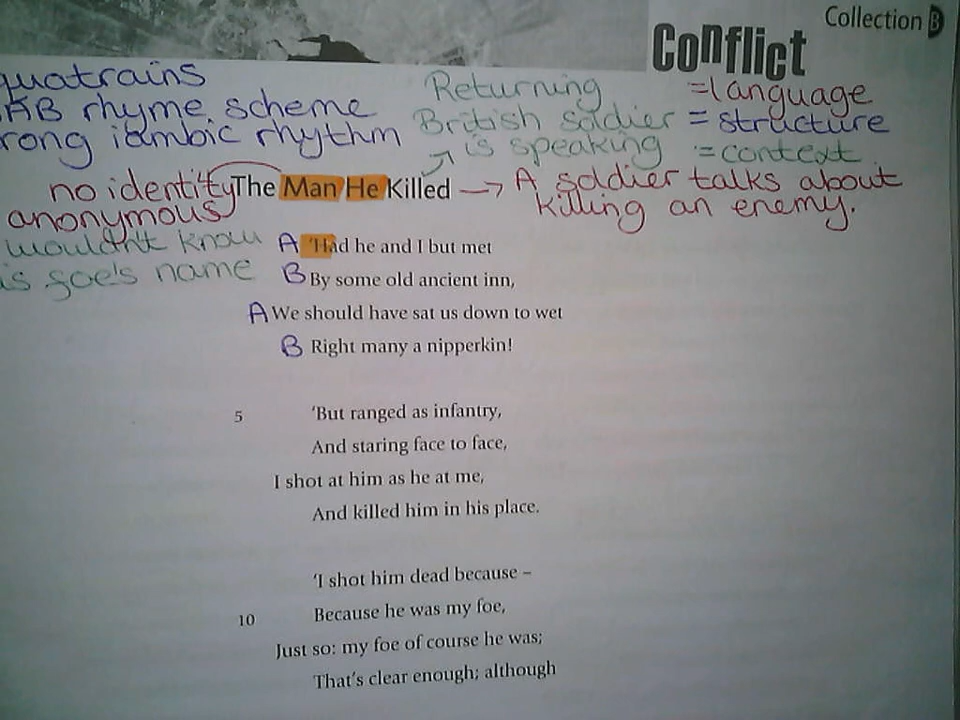 Collection B
Conflict
quatrains
rhyme scheme
iambic rhythm
Returning
British soldier
is speaking
=language
= structure
:=context
no identity
anonymous
The Man He Killed
→ A soldier talks about
killing an enemy.
wouldn't know
is foe's name
A 'Had he and I but met
B By some old ancient inn,
A We should have sat us down to wet
B Right many a nipperkin!
5 'But ranged as infantry,
And staring face to face,
I shot at him as he at me,
And killed him in his place.
'I shot him dead because –
10 Because he was my foe,
Just so: my foe of course he was;
That's clear enough; although